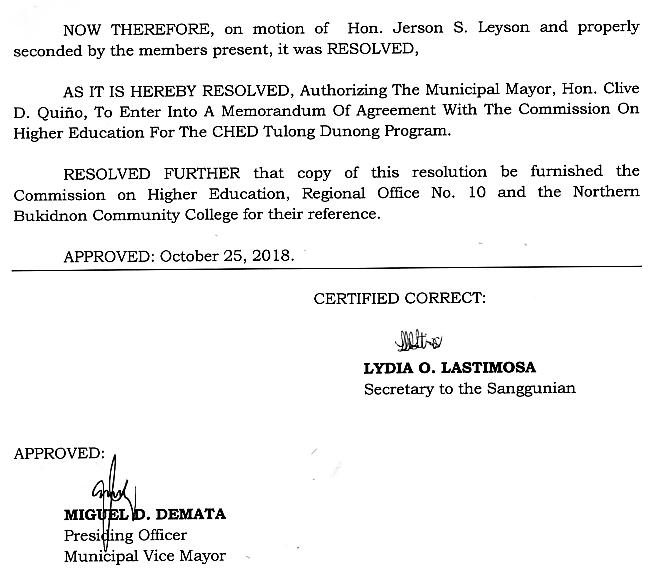 NOW THEREFORE, on motion of Hon. Jerson S. Leyson and properly
seconded by the members present, it was RESOLVED,
AS IT IS HEREBY RESOLVED, Authorizing The Municipal Mayor, Hon. Clive
D. Quiño, To Enter Into A Memorandum Of Agreement With The Commission On
Higher Education For The CHED Tulong Dunong Program.
RESOLVED FURTHER that copy of this resolution be furnished the
Commission on Higher Education, Regional Office No. 10 and the Northern
Bukidnon Community College for their reference.
APPROVED: October 25, 2018.
CERTIFIED CORRECT:
LYDIA O. LASTIMOSA
Secretary to the Sanggunian
APPROVED:
MIGUEL D. DEMATA
Presiding Officer
Municipal Vice Mayor